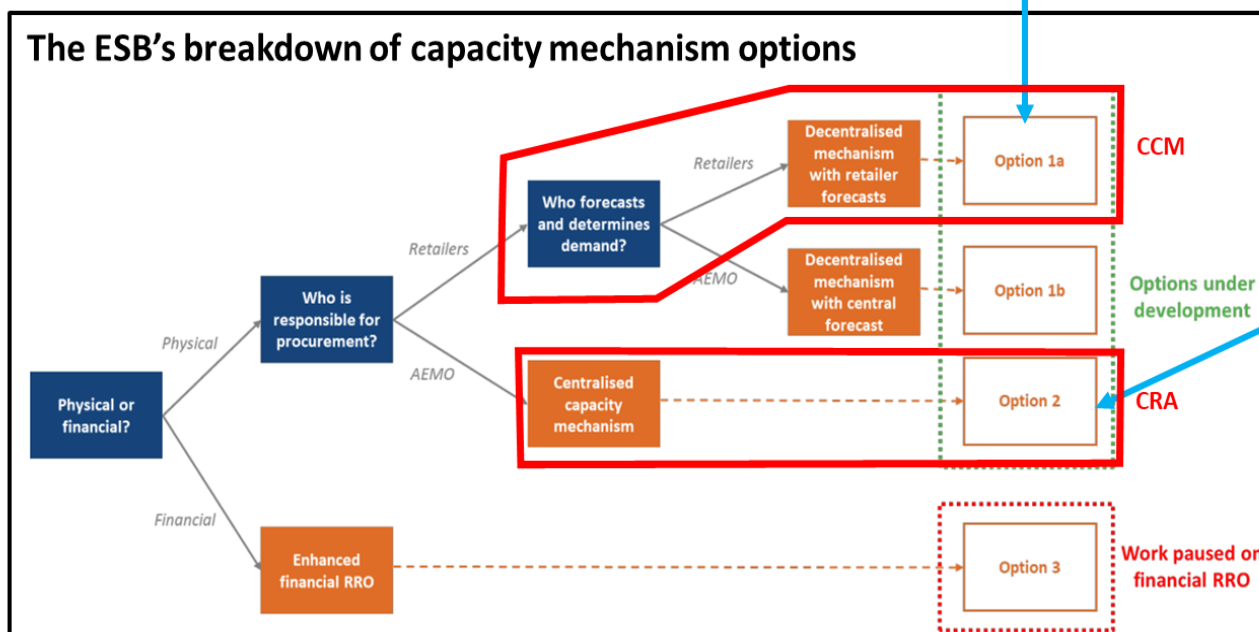 The ESB's breakdown of capacity mechanism options
Decentralised
mechanism
with retailer
forecasts
Retailers
Option 1a
CCM
Who forecasts
and determines
demand?
Retailers
AEMO
Decentralised
mechanism
with central
forecast
Option 1b
Options under
development
Who is
responsible for
procurement?
Physical
AEMO
Centralised
capacity
mechanism
Option 2
CRA
Physical or
financial?
Financial
Enhanced
financial RRO
Option 3
Work paused on
financial RRO